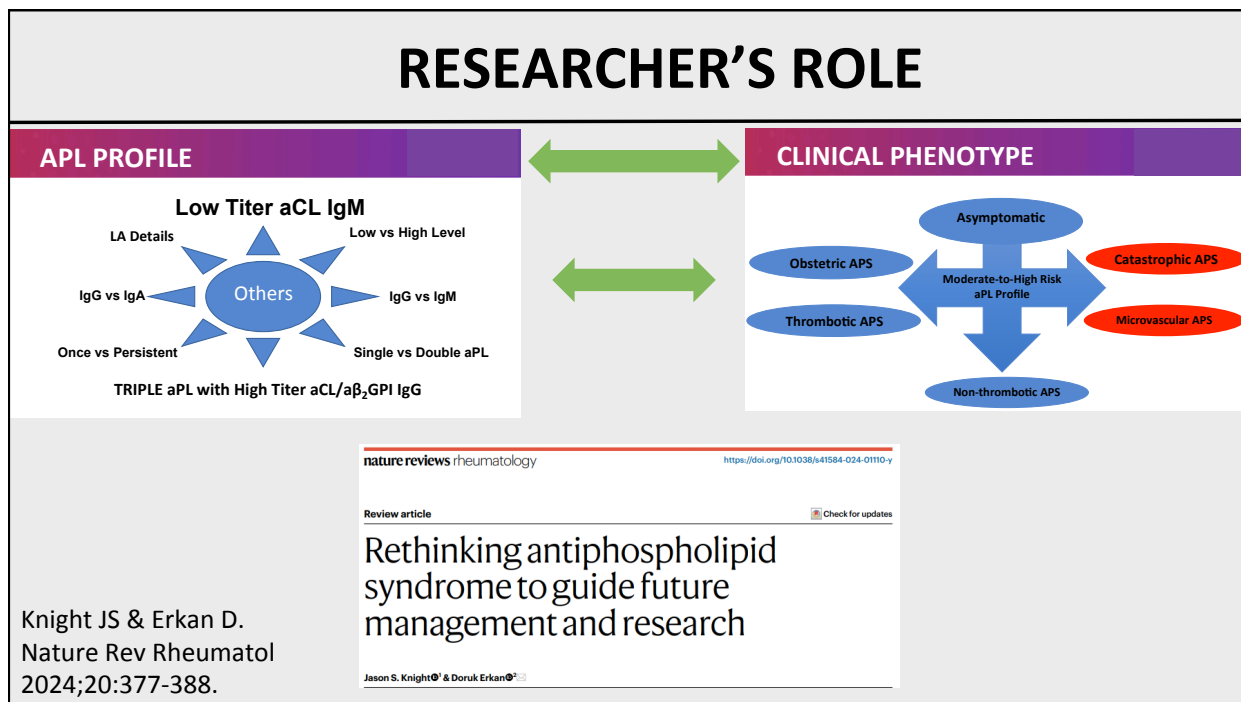 RESEARCHER’S ROLE
APL PROFILE
Low Titer aCL IgM
LA Details
Low vs High Level
IgG vs IgA
Others
IgG vs IgM
Once vs Persistent
Single vs Double aPL
TRIPLE aPL with High Titer aCL/aβ₂GPI IgG
CLINICAL PHENOTYPE
Asymptomatic
Obstetric APS
Catastrophic APS
Moderate-to-High Risk
aPL Profile
Thrombotic APS
Microvascular APS
Non-thrombotic APS
nature reviews rheumatology
https://doi.org/10.1038/s41584-024-01110-y
Review article
Check for updates
Rethinking antiphospholipid
syndrome to guide future
management and research
Jason S. Knight¹ & Doruk Erkan²
Knight JS & Erkan D.
Nature Rev Rheumatol
2024;20:377-388.